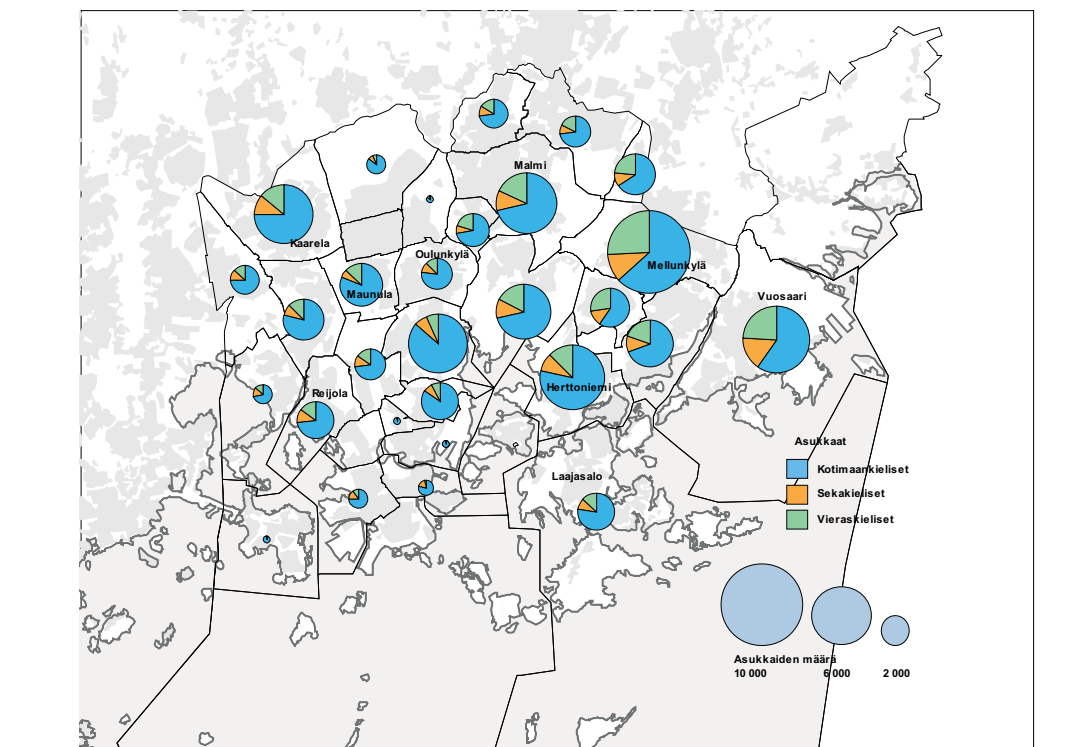 Malmi
Kaarela
Oulunkylä
Mellunkylä
Maunula
Vuosaari
Herttoniemi
Reijola
Laajasalo
Asukkaat
Kotimaankieliset
Sekakieliset
Vieraskieliset
Asukkaiden määrä
10 000 6 000 2 000